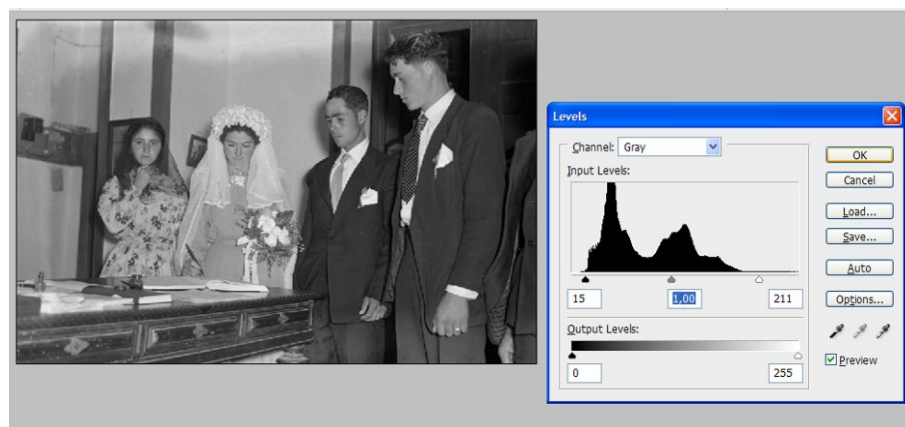 Levels
Channel: Gray
Input Levels:
15 1,00 211
Output Levels:
0 255
OK
Cancel
Load...
Save...
Auto
Options...
Preview